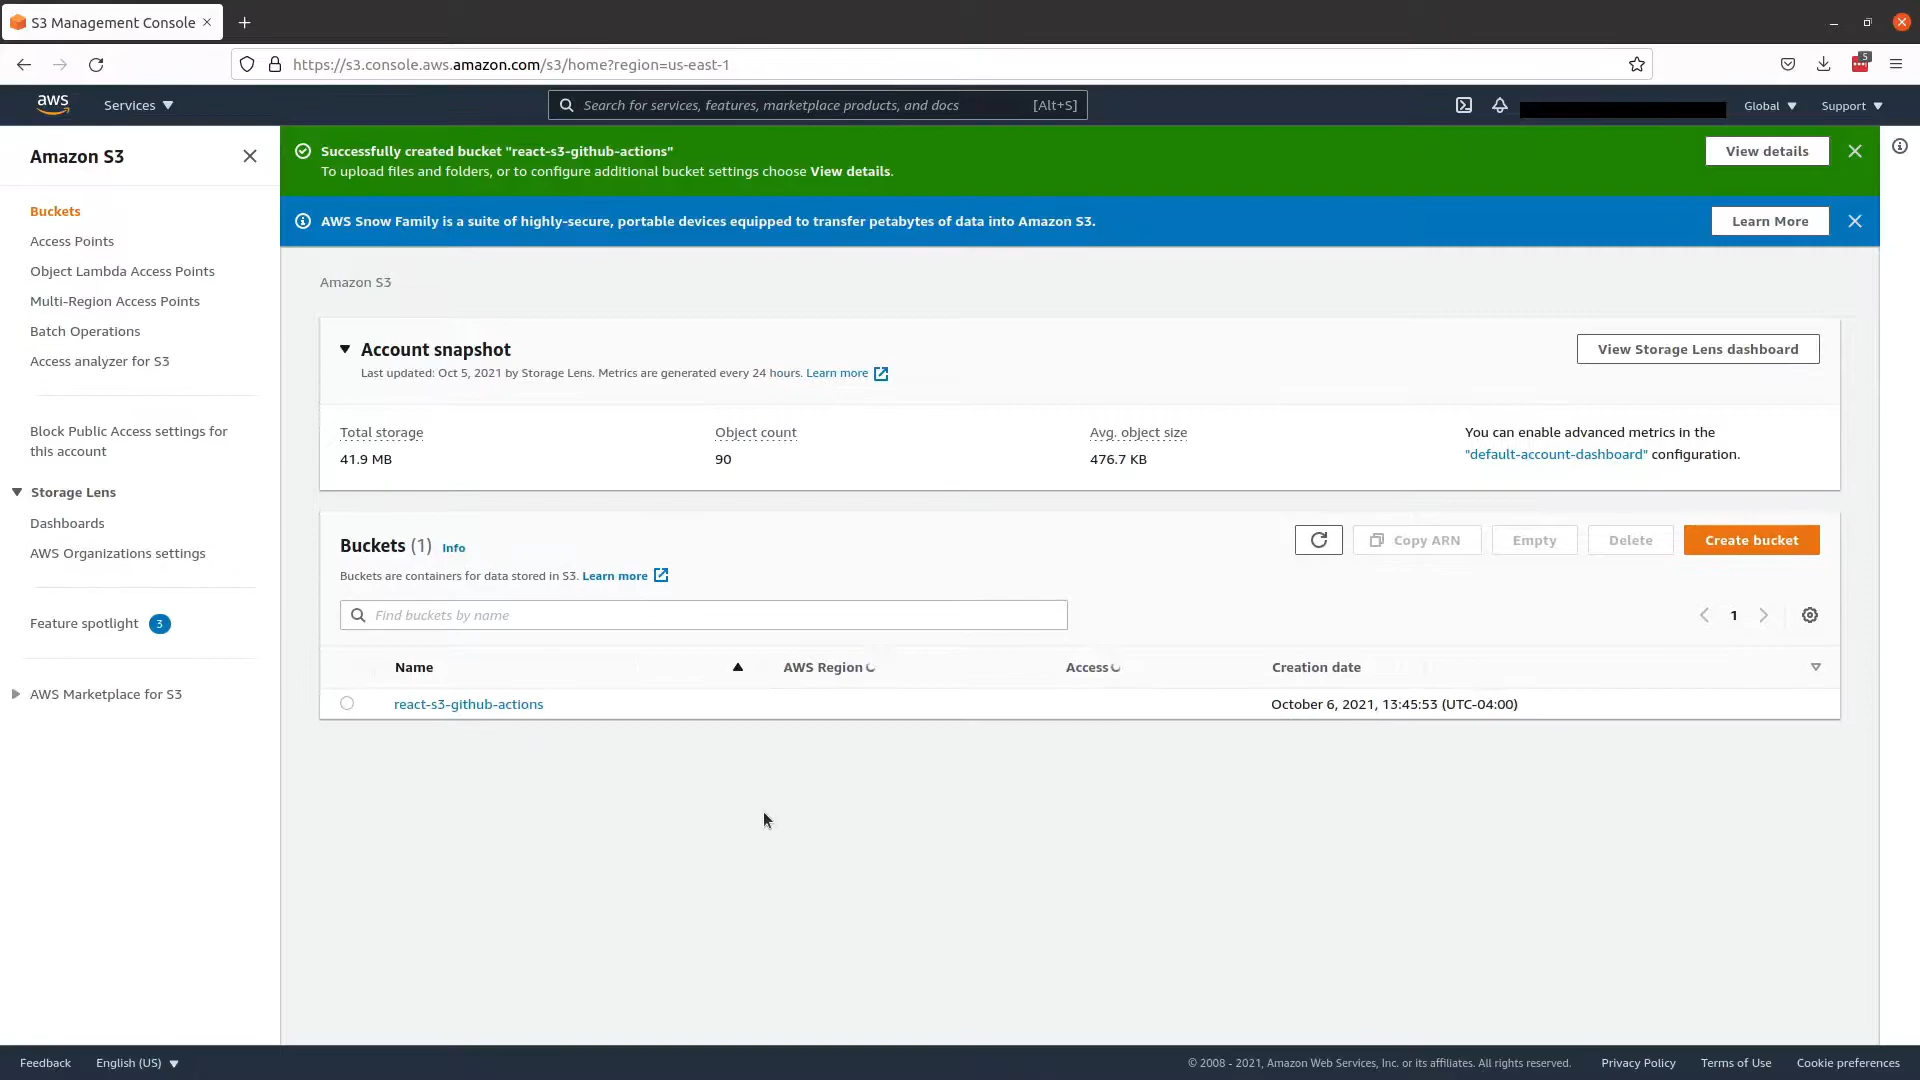 S3 Management Console
https://s3.console.aws.amazon.com/s3/home?region=us-east-1
5
aws
Services
Search for services, features, marketplace products, and docs
[Alt+S]
Global
Support
Amazon S3
Buckets
Access Points
Object Lambda Access Points
Multi-Region Access Points
Batch Operations
Access analyzer for S3
Block Public Access settings for
this account
Storage Lens
Dashboards
AWS Organizations settings
Feature spotlight 3
AWS Marketplace for S3
Successfully created bucket "react-s3-github-actions"
To upload files and folders, or to configure additional bucket settings choose View details.
View details
AWS Snow Family is a suite of highly-secure, portable devices equipped to transfer petabytes of data into Amazon S3.
Learn More
Amazon S3
Account snapshot
Last updated: Oct 5, 2021 by Storage Lens. Metrics are generated every 24 hours. Learn more
View Storage Lens dashboard
Total storage
41.9 MB
Object count
90
Avg. object size
476.7 KB
You can enable advanced metrics in the
"default-account-dashboard" configuration.
Buckets (1) Info
Buckets are containers for data stored in S3. Learn more
Copy ARN
Empty
Delete
Create bucket
Find buckets by name
1
Name
AWS Region
Access
Creation date
react-s3-github-actions
October 6, 2021, 13:45:53 (UTC-04:00)
Feedback
English (US)
© 2008 - 2021, Amazon Web Services, Inc. or its affiliates. All rights reserved.
Privacy Policy
Terms of Use
Cookie preferences